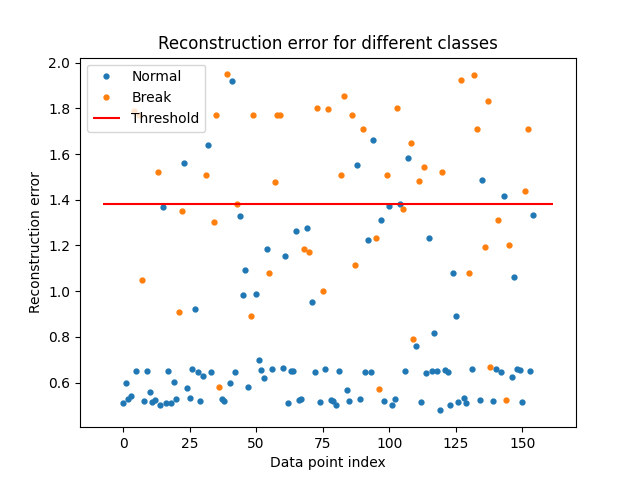 Reconstruction error for different classes
Normal
Break
Threshold
Reconstruction error
2.0
1.8
1.6
1.4
1.2
1.0
0.8
0.6
0 25 50 75 100 125 150
Data point index